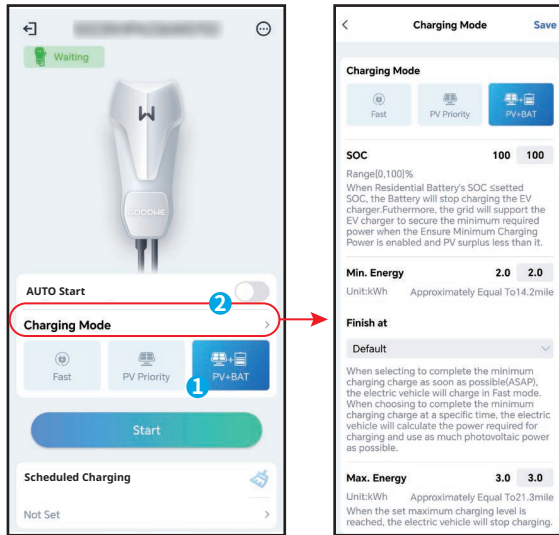 Waiting
GOODWE
AUTO Start
2
Charging Mode
Fast
PV Priority
PV+BAT
1
Start
Scheduled Charging
Not Set
Charging Mode
Save
Charging Mode
Fast
PV Priority
PV+BAT
SOC 100 100
Range[0,100]%
When Residential Battery's SOC ≤setted
SOC, the Battery will stop charging the EV
charger.Futhermore, the grid will support the
EV charger to secure the minimum required
power when the Ensure Minimum Charging
Power is enabled and PV surplus less than it.
Min. Energy 2.0 2.0
Unit:kWh Approximately Equal To14.2mile
Finish at
Default
When selecting to complete the minimum
charging charge as soon as possible(ASAP),
the electric vehicle will charge in Fast mode.
When choosing to complete the minimum
charging charge at a specific time, the electric
vehicle will calculate the power required for
charging and use as much photovoltaic power
as possible.
Max. Energy 3.0 3.0
Unit:kWh Approximately Equal To21.3mile
When the set maximum charging level is
reached, the electric vehicle will stop charging.